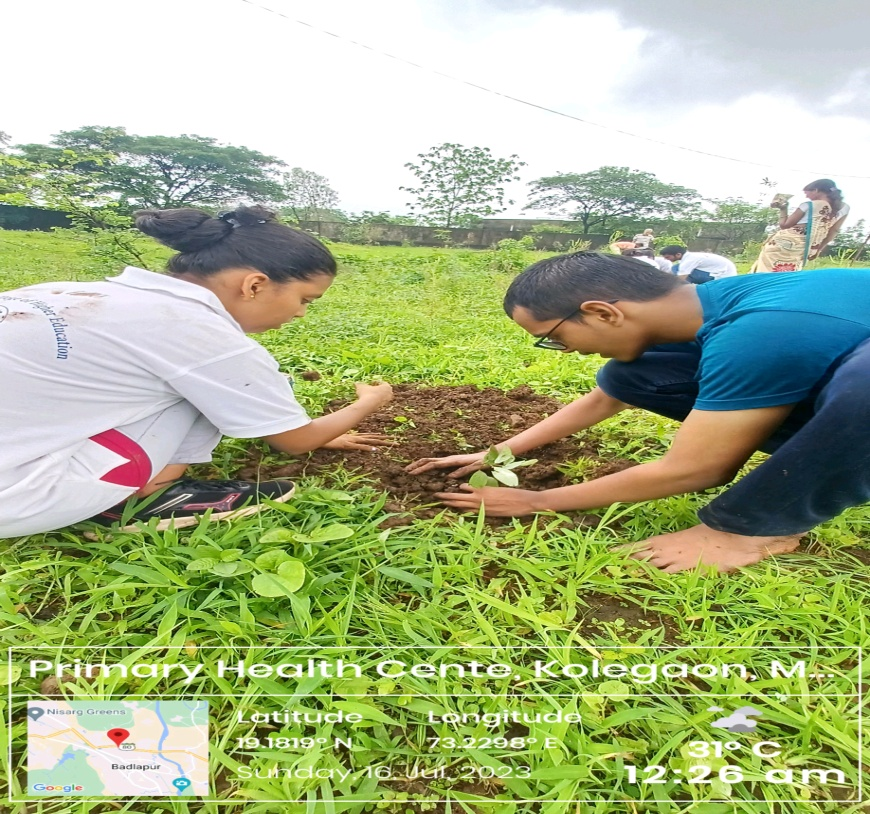 Education
Primary Health Cente, Kolegaon, M...
Nisarg Greens
Badlapur
Google
Latitude
Longitude
19.1819° N
73.2298° E
Sunday, 16, Jul, 2023
31° C
12:26 am